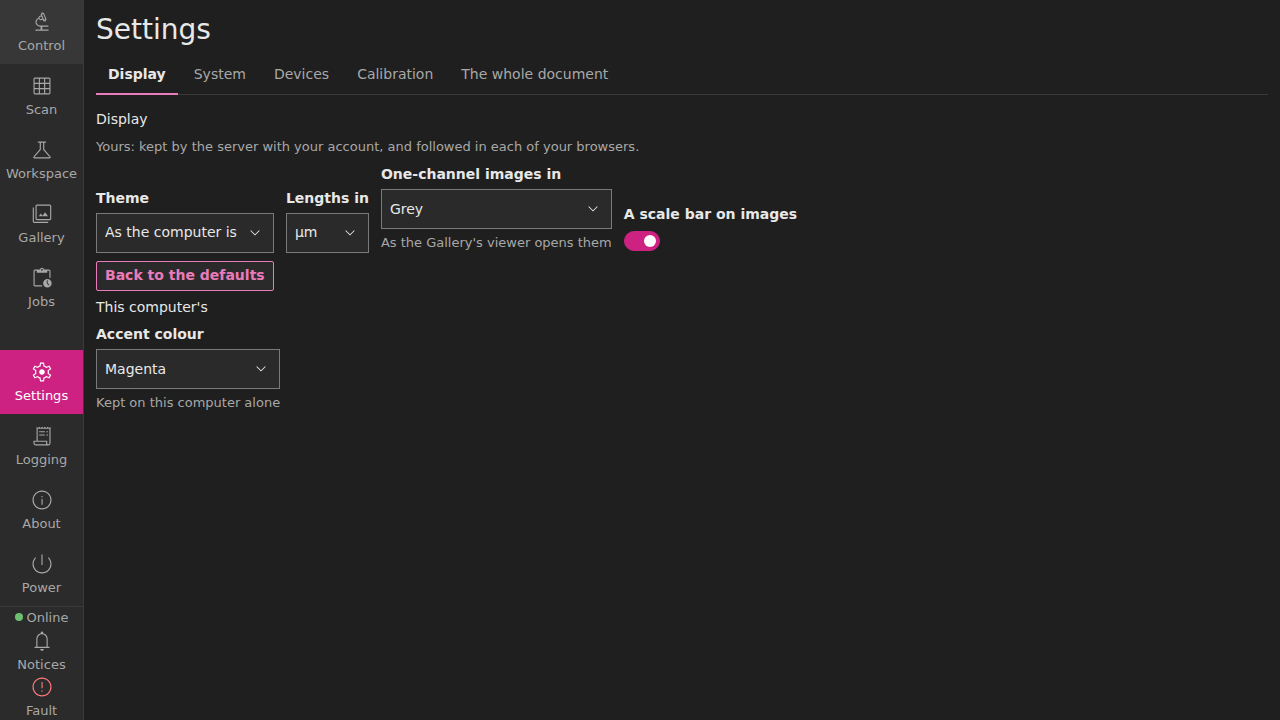 Control
Scan
Workspace
Gallery
Jobs
Settings
Logging
About
Power
Online
Notices
Fault
Settings
Display System Devices Calibration The whole document
Display
Yours: kept by the server with your account, and followed in each of your browsers.
Theme
As the computer is
Lengths in
µm
One-channel images in
Grey
As the Gallery's viewer opens them
A scale bar on images
Back to the defaults
This computer's
Accent colour
Magenta
Kept on this computer alone